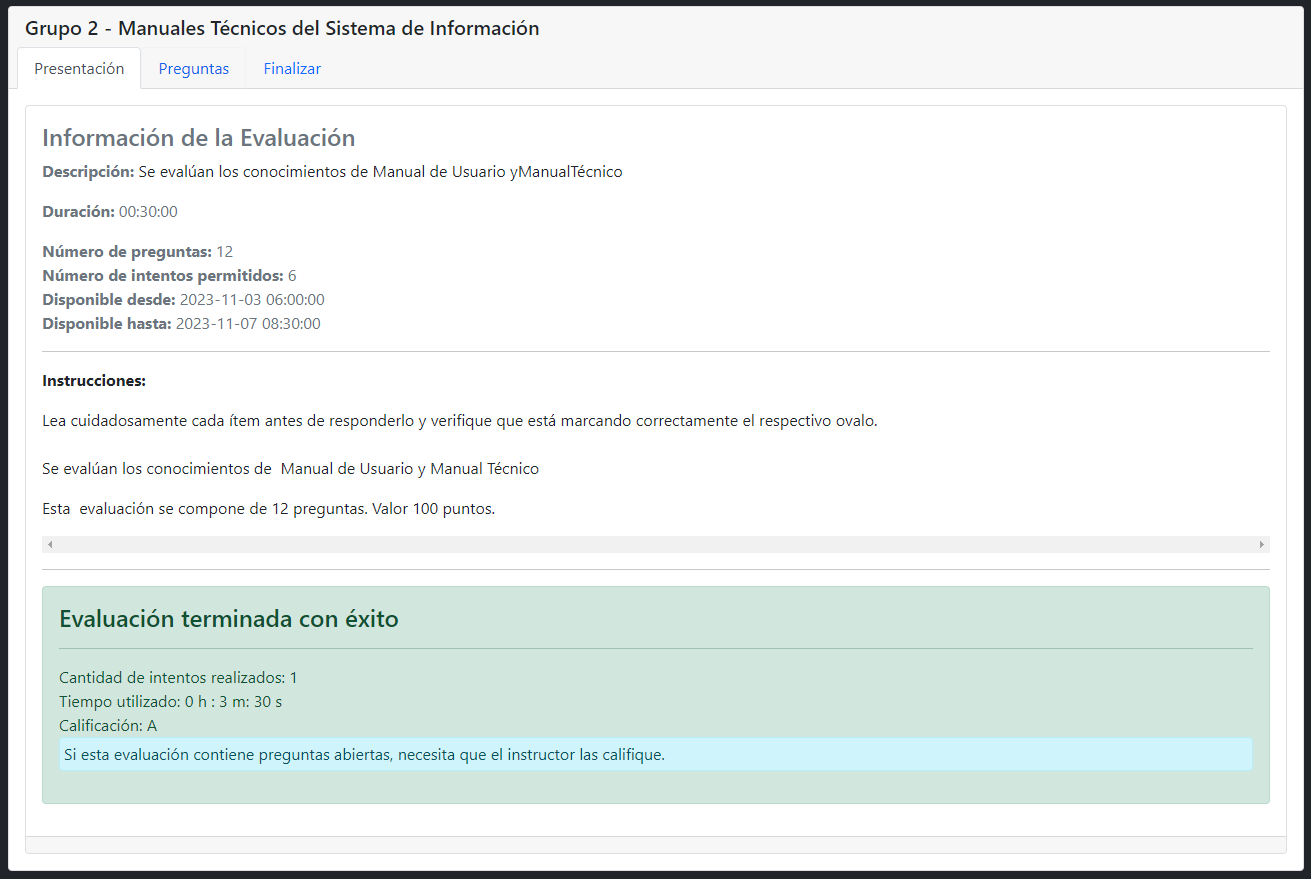 Grupo 2 - Manuales Técnicos del Sistema de Información
Presentación Preguntas Finalizar
Información de la Evaluación
Descripción: Se evalúan los conocimientos de Manual de Usuario yManualTécnico
Duración: 00:30:00
Número de preguntas: 12
Número de intentos permitidos: 6
Disponible desde: 2023-11-03 06:00:00
Disponible hasta: 2023-11-07 08:30:00
Instrucciones:
Lea cuidadosamente cada ítem antes de responderlo y verifique que está marcando correctamente el respectivo ovalo.
Se evalúan los conocimientos de  Manual de Usuario y Manual Técnico
Esta  evaluación se compone de 12 preguntas. Valor 100 puntos.
Evaluación terminada con éxito
Cantidad de intentos realizados: 1
Tiempo utilizado: 0 h : 3 m: 30 s
Calificación: A
Si esta evaluación contiene preguntas abiertas, necesita que el instructor las califique.